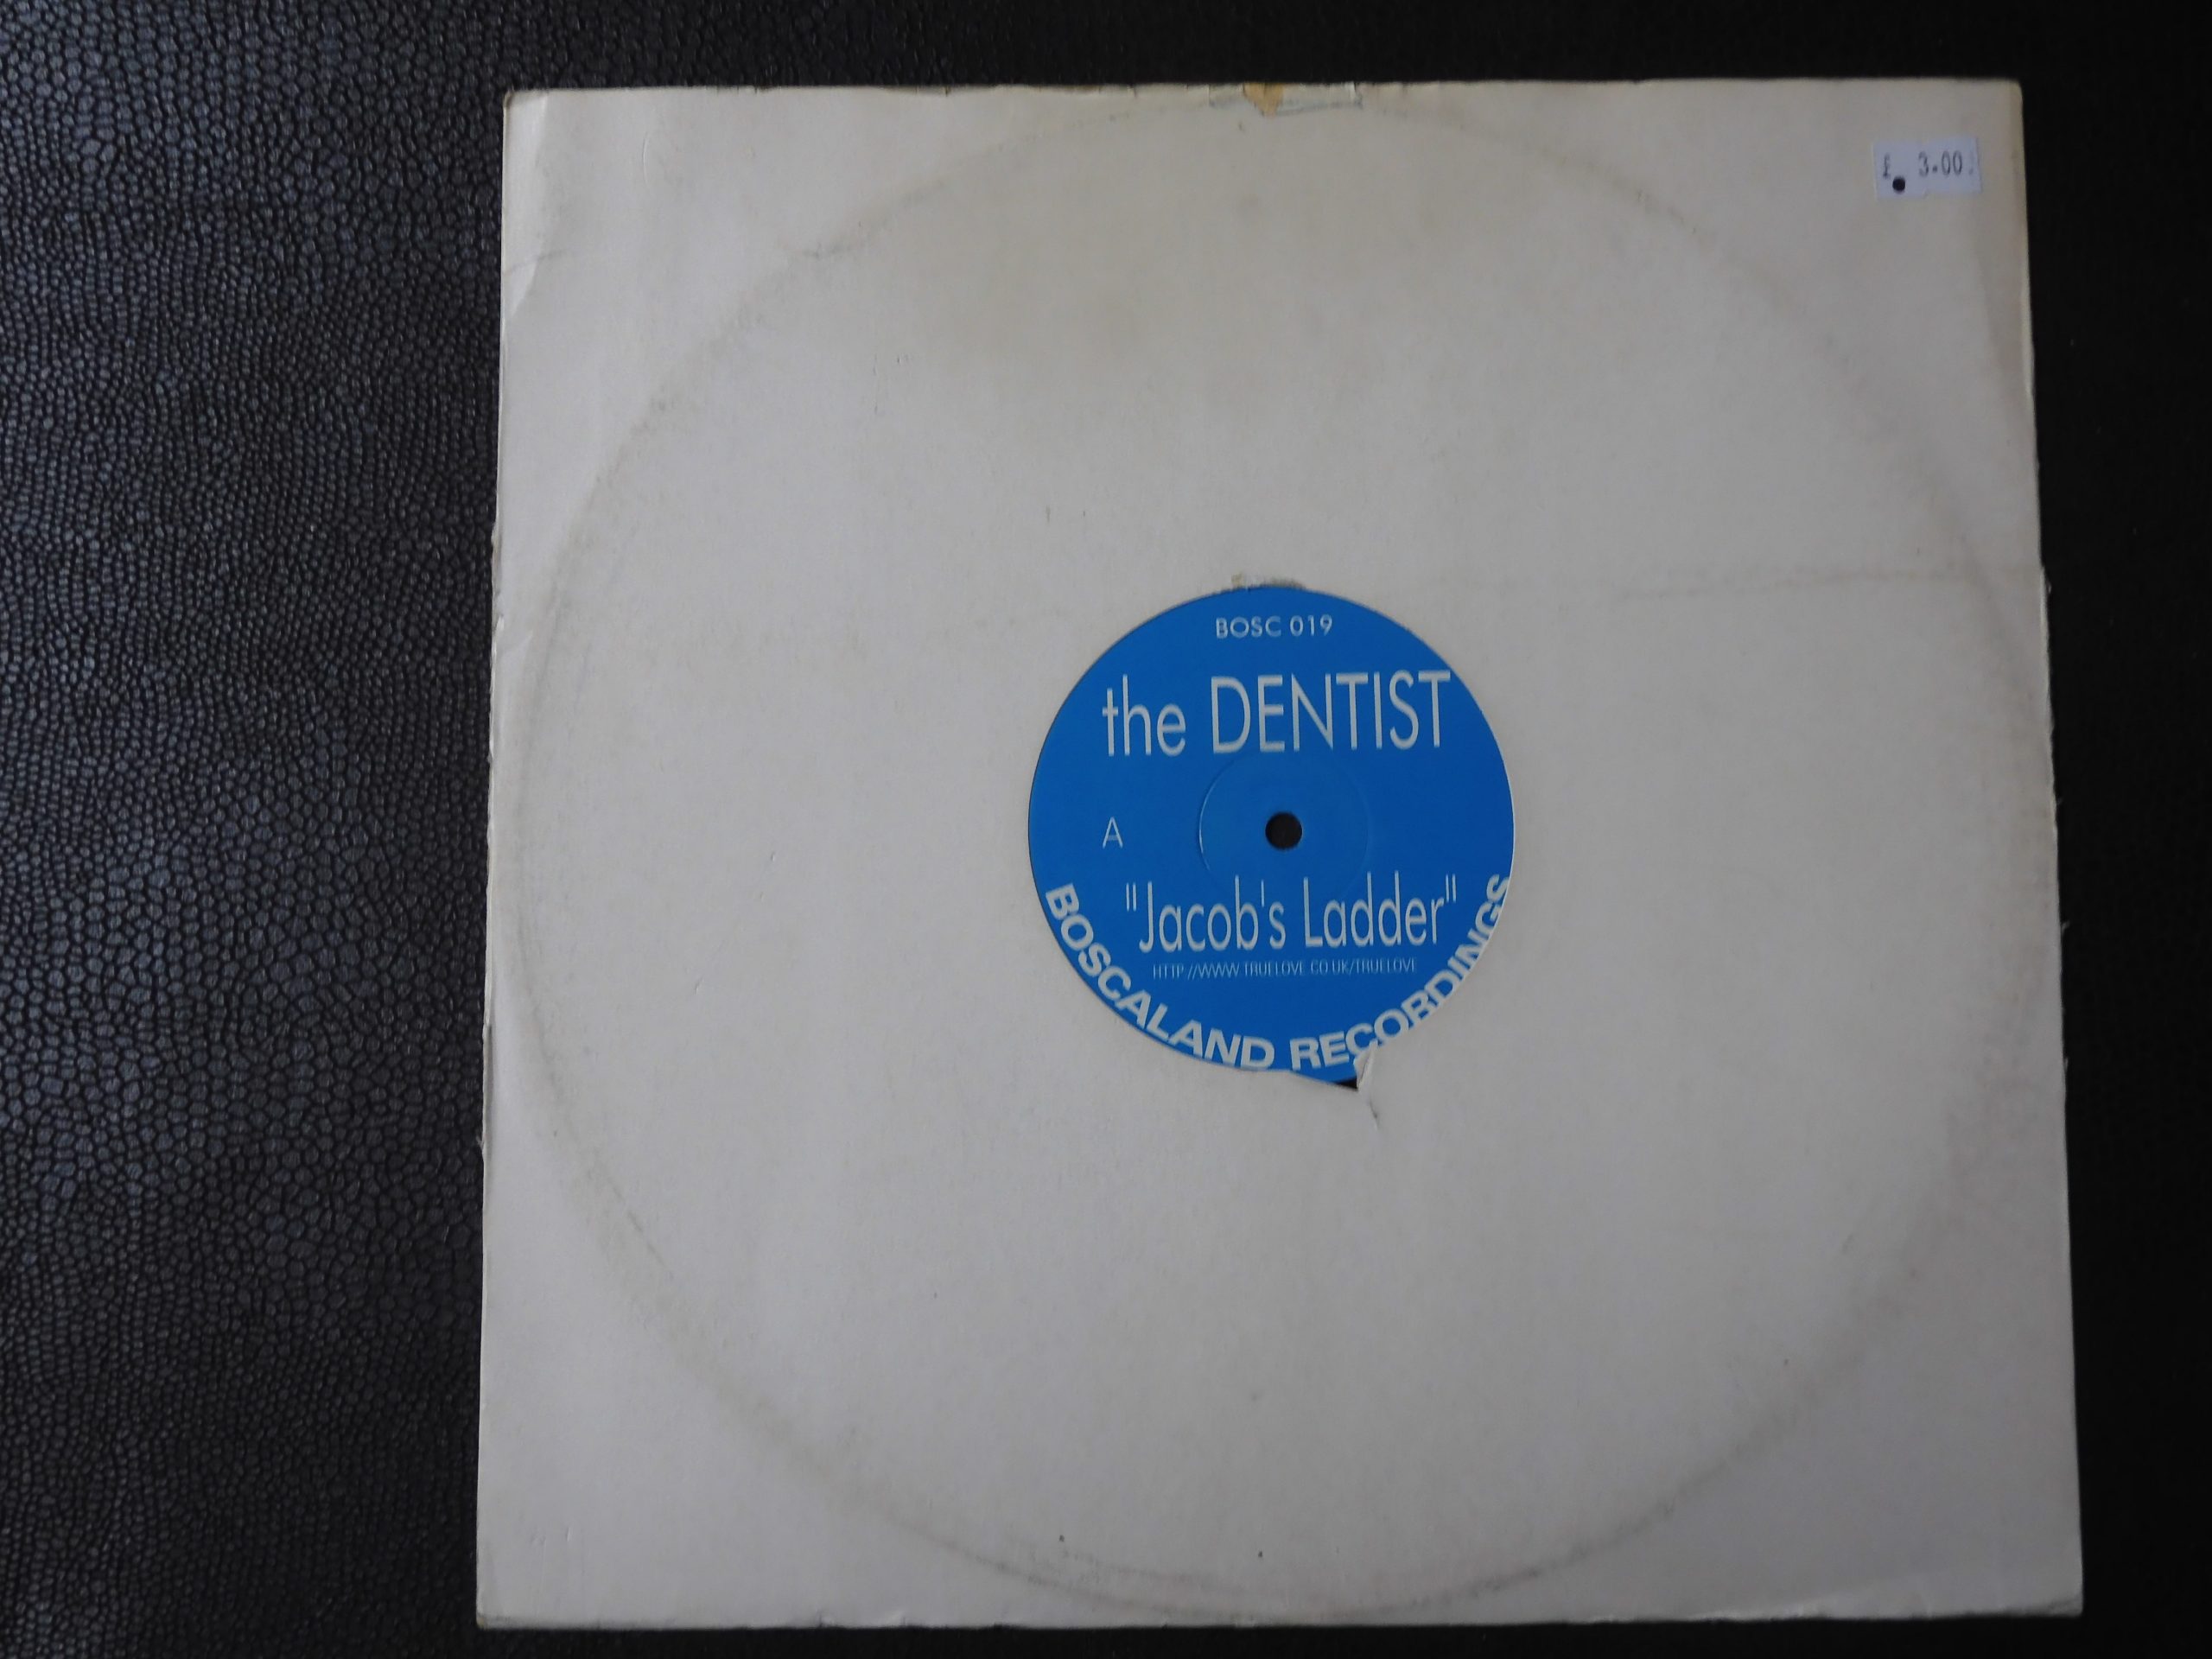 £ 3.00
BOSC 019
the DENTIST
A
"Jacob's Ladder"
HTTP://WWW.TRUELOVE.CO.UK/TRUELOVE
BOSCALAND RECORDINGS